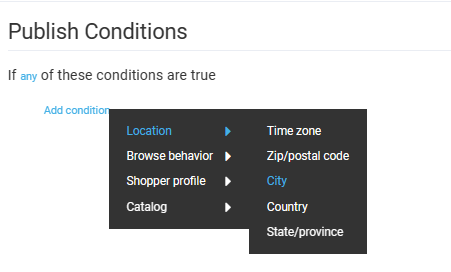 Publish Conditions
If any of these conditions are true
Add condition
Location
Browse behavior
Shopper profile
Catalog
Time zone
Zip/postal code
City
Country
State/province